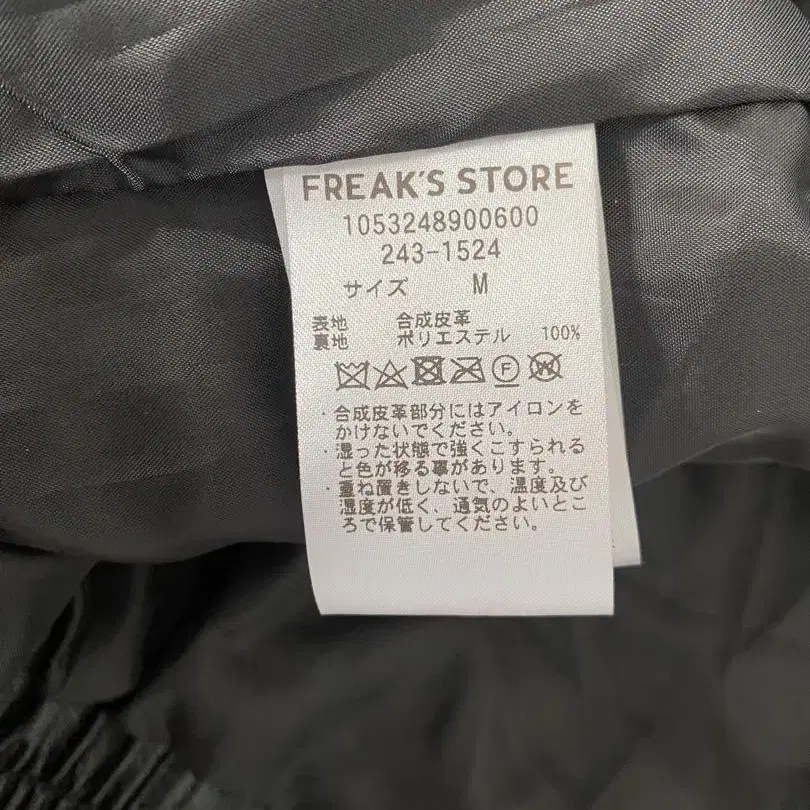 FREAK'S STORE
1053248900600
243-1524
サイズ M
表地 合成皮革
裏地 ポリエステル 100%
F W
・合成皮革部分にはアイロンを
かけないでください。
・湿った状態で強くこすられる
と色が移る事があります。
・重ね置きしないで、温度及び
湿度が低く、通気のよいとこ
ろで保管してください。